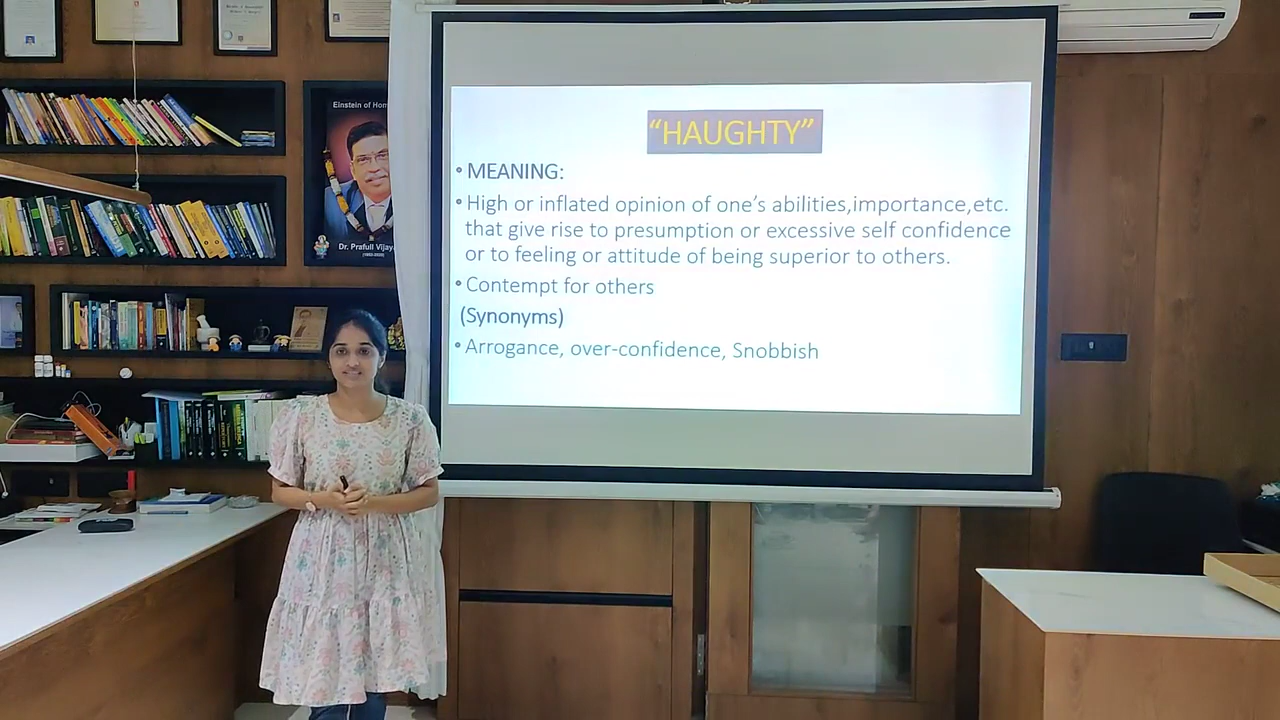 Einstein of Hom
Dr. Prafull Vijay
“HAUGHTY”
• MEANING:
• High or inflated opinion of one’s abilities,importance,etc.
that give rise to presumption or excessive self confidence
or to feeling or attitude of being superior to others.
• Contempt for others
(Synonyms)
• Arrogance, over-confidence, Snobbish